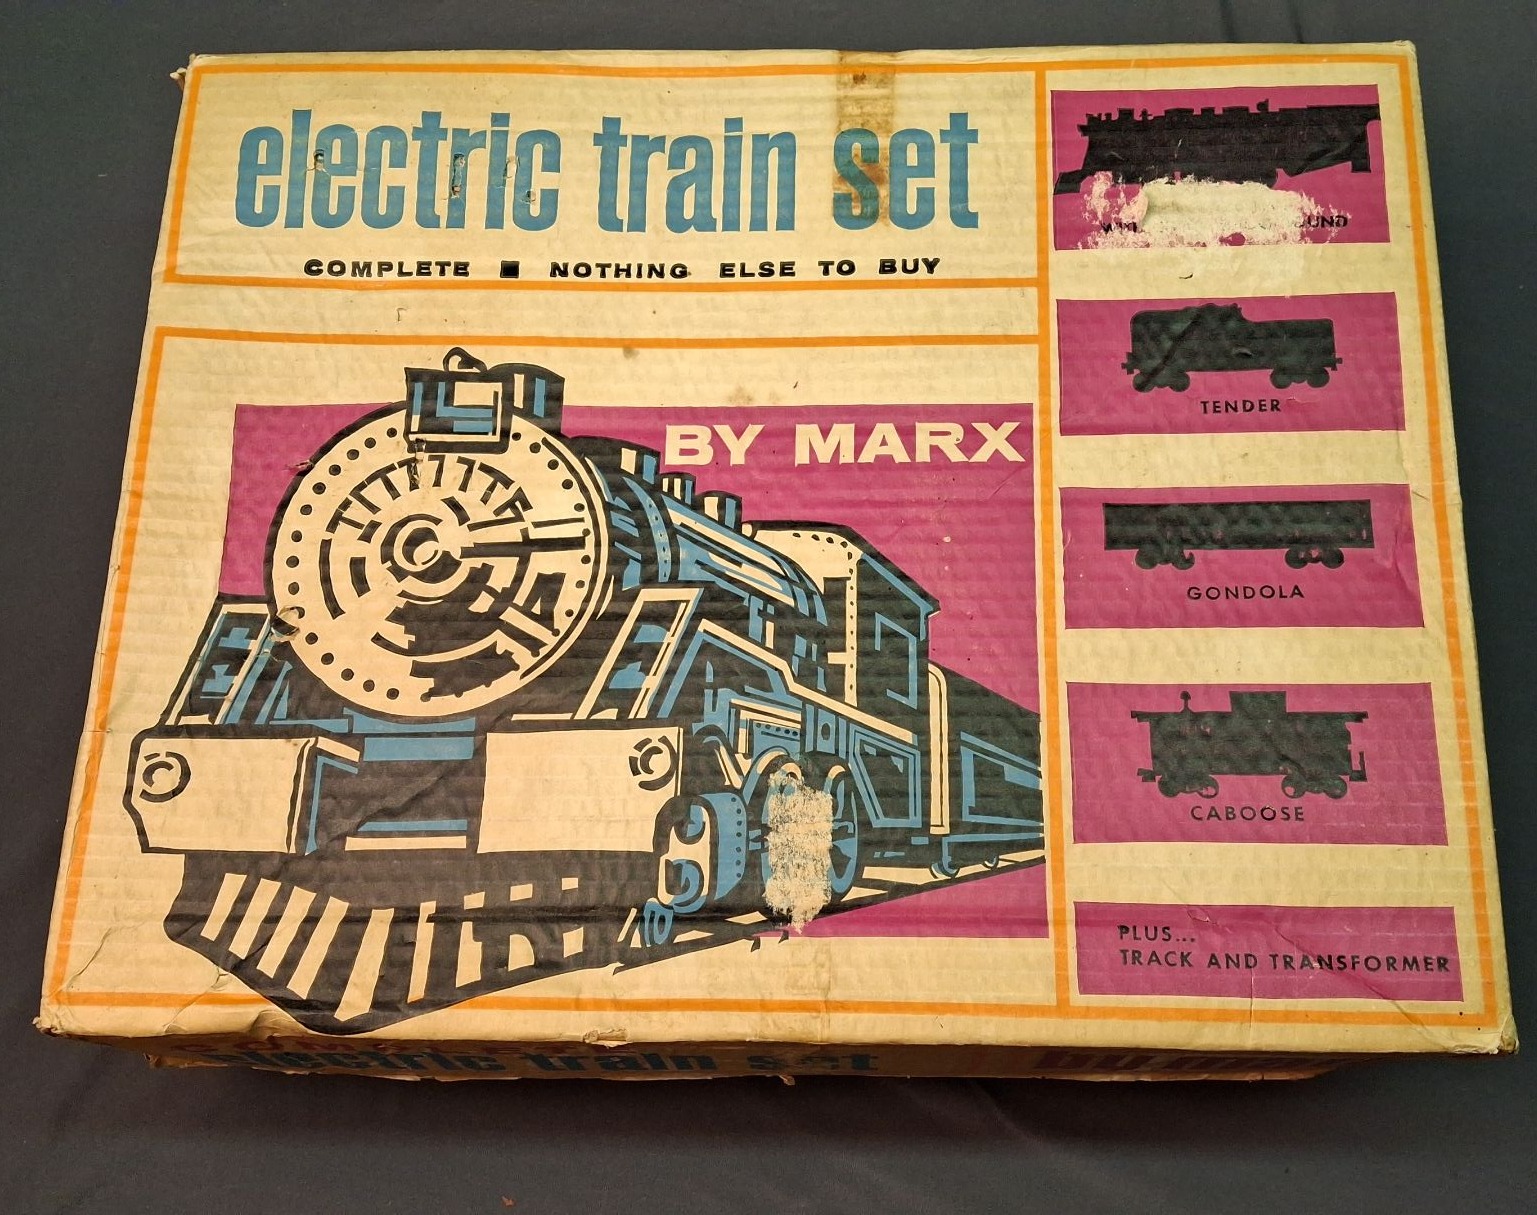 electric train set
COMPLETE ■ NOTHING ELSE TO BUY
BY MARX
TENDER
GONDOLA
CABOOSE
PLUS...
TRACK AND TRANSFORMER
electric train set